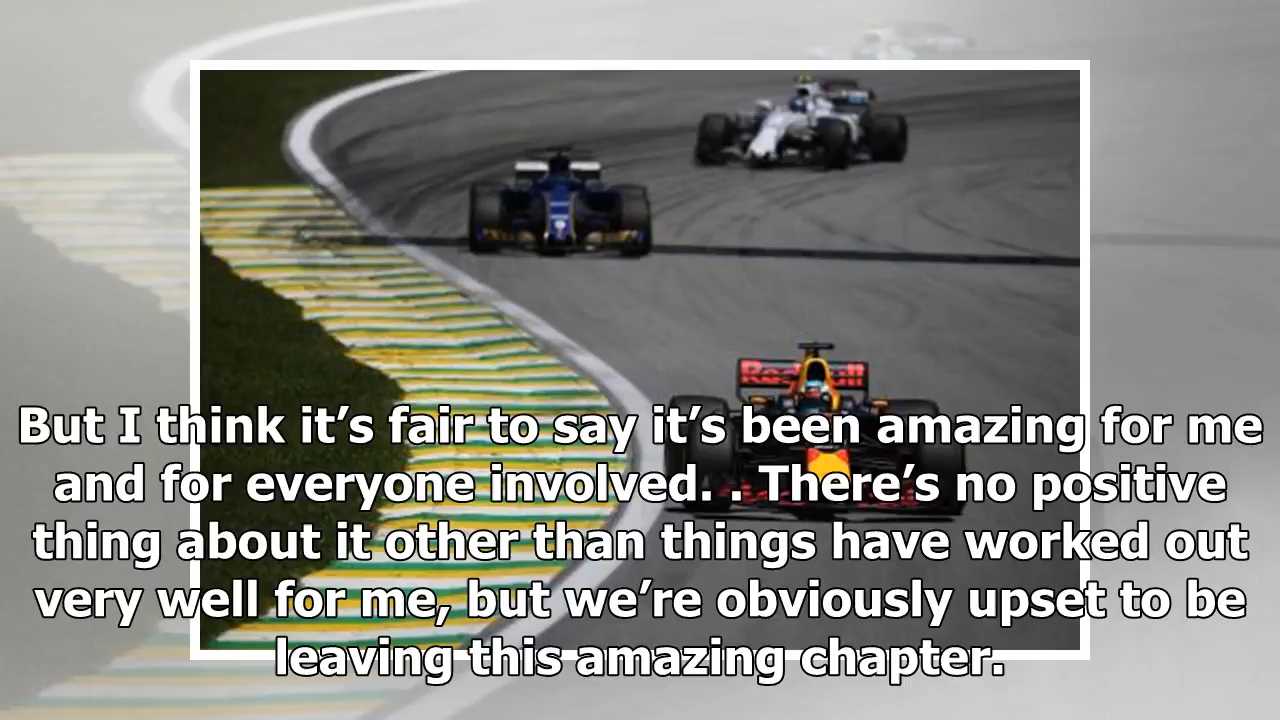 Red Bull
But I think it’s fair to say it’s been amazing for me
and for everyone involved. . There’s no positive
thing about it other than things have worked out
very well for me, but we’re obviously upset to be
leaving this amazing chapter.